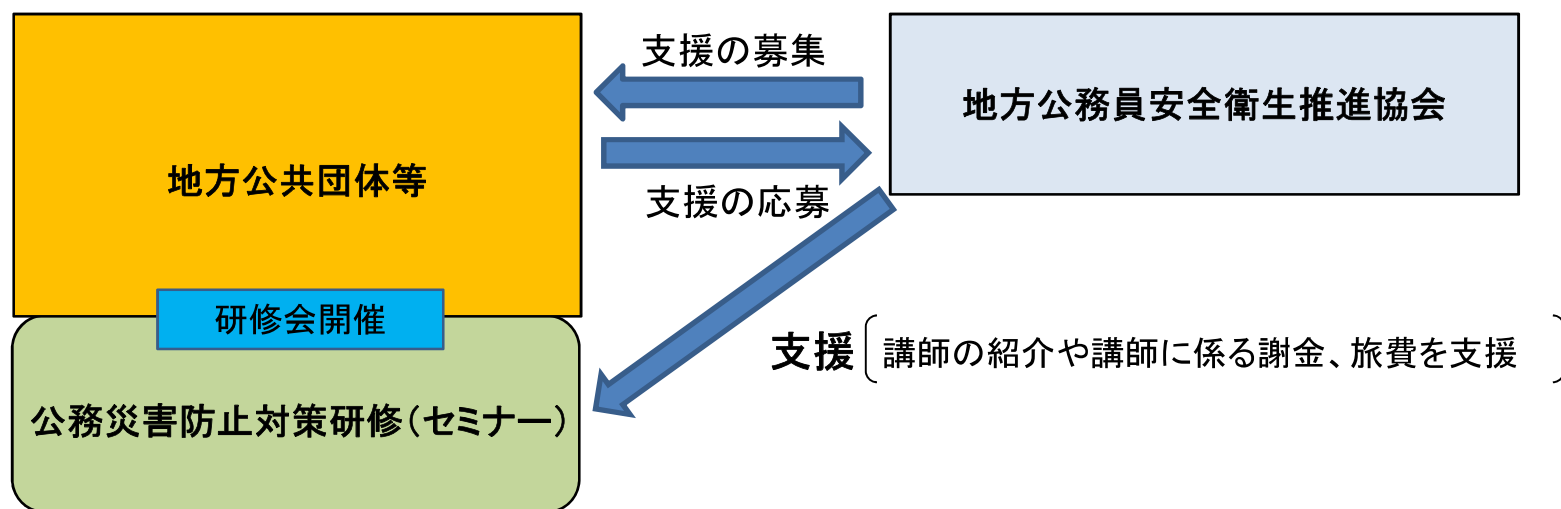 支援の募集
地方公務員安全衛生推進協会
地方公共団体等
支援の応募
研修会開催
支援
講師の紹介や講師に係る謝金、旅費を支援
公務災害防止対策研修(セミナー)